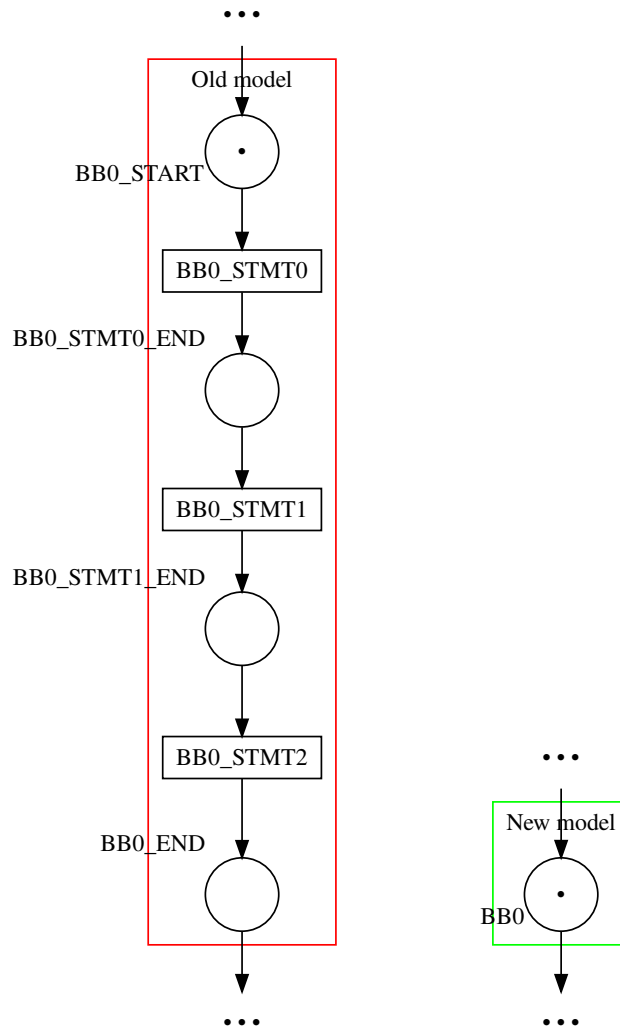 ...
Old model
BB0_START
BB0_STMT0
BB0_STMT0_END
BB0_STMT1
BB0_STMT1_END
BB0_STMT2
BB0_END
...
...
New model
BB0
...